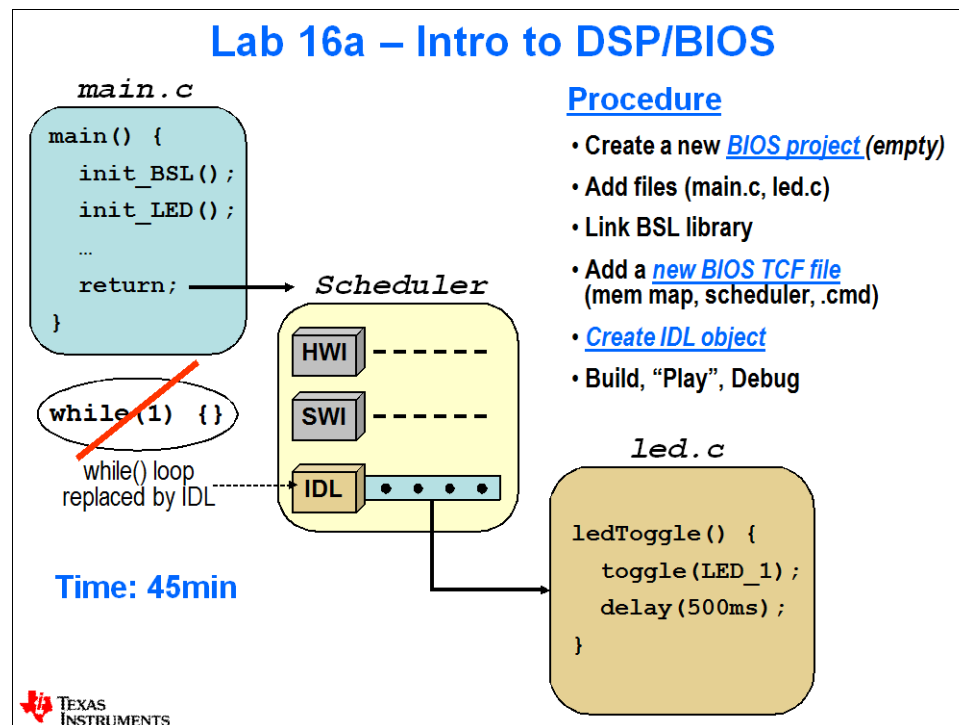 Lab 16a – Intro to DSP/BIOS
main.c
main() {
init_BSL();
init_LED();
…
return;
}
while(1) {}
while() loop
replaced by IDL
Time: 45min
Scheduler
HWI
SWI
IDL
Procedure
• Create a new BIOS project (empty)
• Add files (main.c, led.c)
• Link BSL library
• Add a new BIOS TCF file
(mem map, scheduler, .cmd)
• Create IDL object
• Build, “Play”, Debug
led.c
ledToggle() {
toggle(LED_1);
delay(500ms);
}
TEXAS
INSTRUMENTS